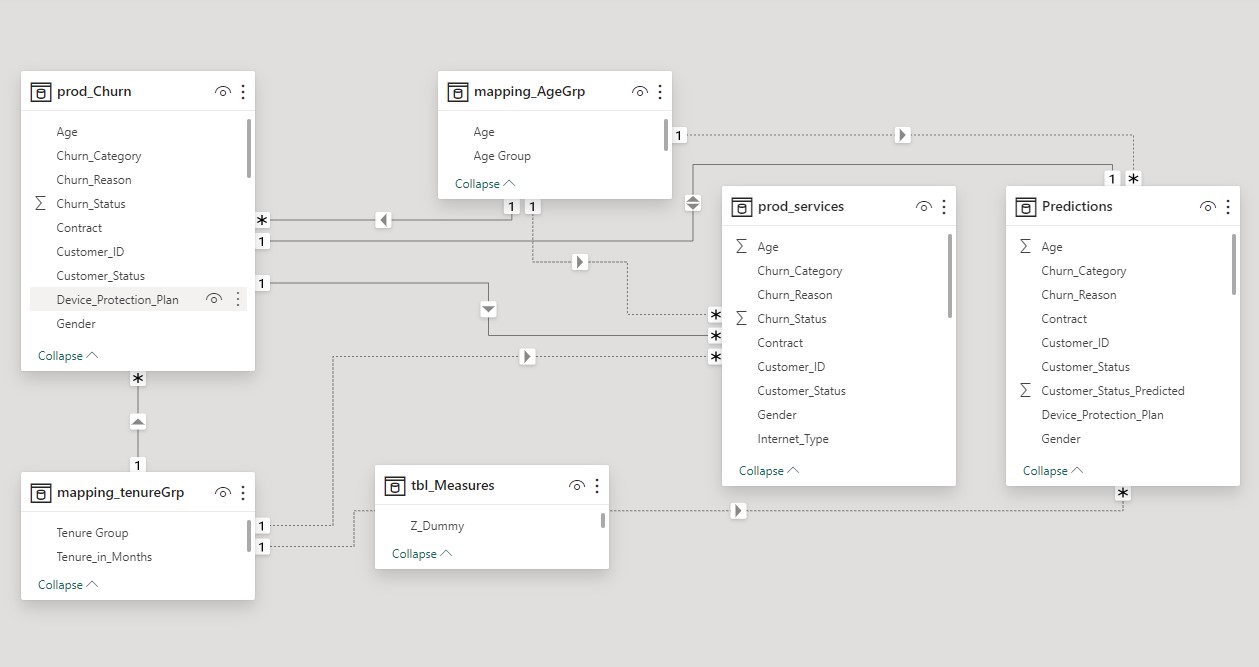 prod_Churn
Age
Churn_Category
Churn_Reason
Churn_Status
Contract
Customer_ID
Customer_Status
Device_Protection_Plan
Gender
Collapse
mapping_AgeGrp
Age
Age Group
Collapse
prod_services
Age
Churn_Category
Churn_Reason
Churn_Status
Contract
Customer_ID
Customer_Status
Gender
Internet_Type
Collapse
Predictions
Age
Churn_Category
Churn_Reason
Contract
Customer_ID
Customer_Status
Customer_Status_Predicted
Device_Protection_Plan
Gender
Collapse
mapping_tenureGrp
Tenure Group
Tenure_in_Months
Collapse
tbl_Measures
Z_Dummy
Collapse
1
1
1
1
*
*
*
1
1
*
*
*
*
1
1
1
*